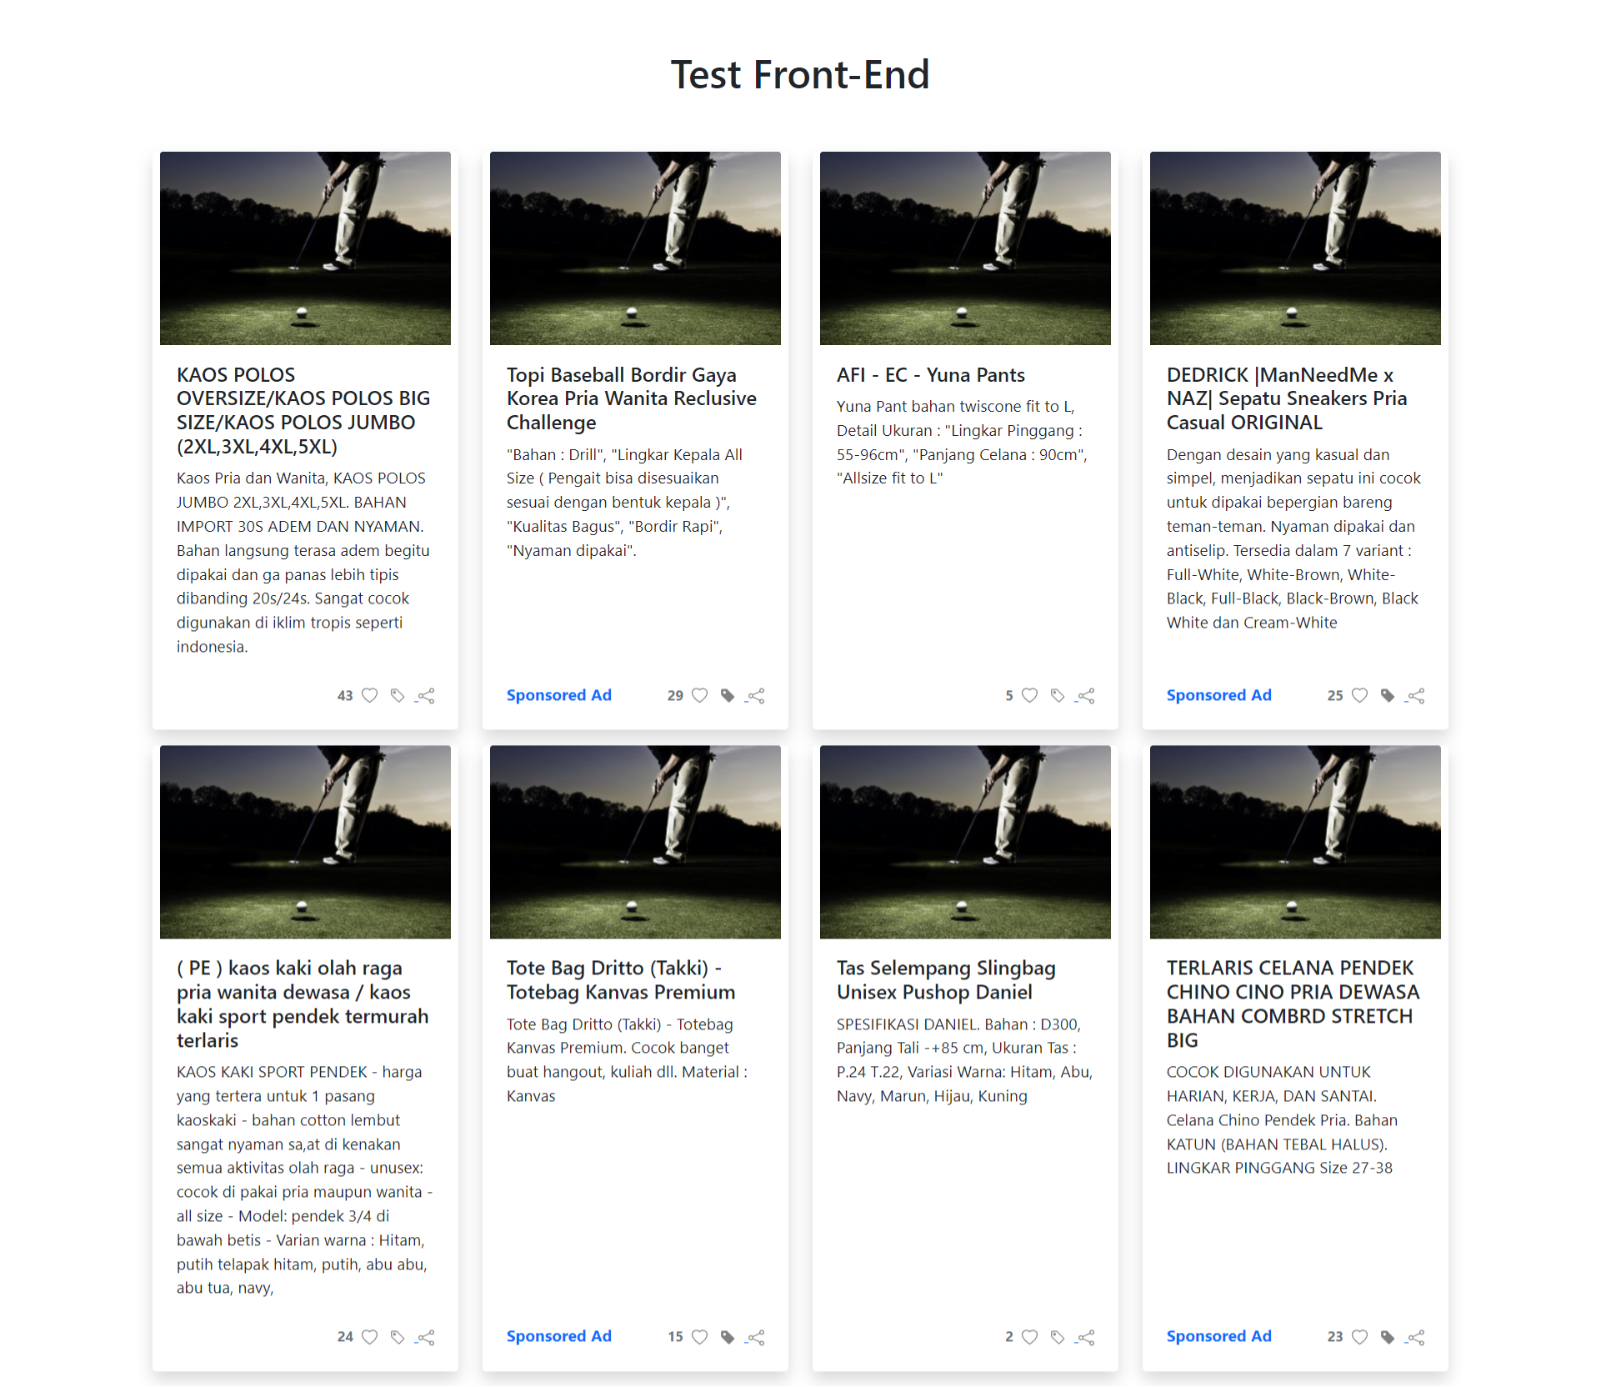 Test Front-End
KAOS POLOS
OVERSIZE/KAOS POLOS BIG
SIZE/KAOS POLOS JUMBO
(2XL,3XL,4XL,5XL)
Kaos Pria dan Wanita, KAOS POLOS
JUMBO 2XL,3XL,4XL,5XL. BAHAN
IMPORT 30S ADEM DAN NYAMAN.
Bahan langsung terasa adem begitu
dipakai dan ga panas lebih tipis
dibanding 20s/24s. Sangat cocok
digunakan di iklim tropis seperti
indonesia.
43
Topi Baseball Bordir Gaya
Korea Pria Wanita Reclusive
Challenge
"Bahan : Drill", "Lingkar Kepala All
Size ( Pengait bisa disesuaikan
sesuai dengan bentuk kepala )",
"Kualitas Bagus", "Bordir Rapi",
"Nyaman dipakai".
Sponsored Ad 29
AFI - EC - Yuna Pants
Yuna Pant bahan twiscone fit to L,
Detail Ukuran : "Lingkar Pinggang :
55-96cm", "Panjang Celana : 90cm",
"Allsize fit to L"
5
DEDRICK |ManNeedMe x
NAZ| Sepatu Sneakers Pria
Casual ORIGINAL
Dengan desain yang kasual dan
simpel, menjadikan sepatu ini cocok
untuk dipakai bepergian bareng
teman-teman. Nyaman dipakai dan
antiselip. Tersedia dalam 7 variant :
Full-White, White-Brown, White-
Black, Full-Black, Black-Brown, Black
White dan Cream-White
Sponsored Ad 25
( PE ) kaos kaki olah raga
pria wanita dewasa / kaos
kaki sport pendek termurah
terlaris
KAOS KAKI SPORT PENDEK - harga
yang tertera untuk 1 pasang
kaoskaki - bahan cotton lembut
sangat nyaman sa,at di kenakan
semua aktivitas olah raga - unusex:
cocok di pakai pria maupun wanita -
all size - Model: pendek 3/4 di
bawah betis - Varian warna : Hitam,
putih telapak hitam, putih, abu abu,
abu tua, navy,
24
Tote Bag Dritto (Takki) -
Totebag Kanvas Premium
Tote Bag Dritto (Takki) - Totebag
Kanvas Premium. Cocok banget
buat hangout, kuliah dll. Material :
Kanvas
Sponsored Ad 15
Tas Selempang Slingbag
Unisex Pushop Daniel
SPESIFIKASI DANIEL. Bahan : D300,
Panjang Tali -+85 cm, Ukuran Tas :
P.24 T.22, Variasi Warna: Hitam, Abu,
Navy, Marun, Hijau, Kuning
2
TERLARIS CELANA PENDEK
CHINO CINO PRIA DEWASA
BAHAN COMBRD STRETCH
BIG
COCOK DIGUNAKAN UNTUK
HARIAN, KERJA, DAN SANTAI.
Celana Chino Pendek Pria. Bahan
KATUN (BAHAN TEBAL HALUS).
LINGKAR PINGGANG Size 27-38
Sponsored Ad 23